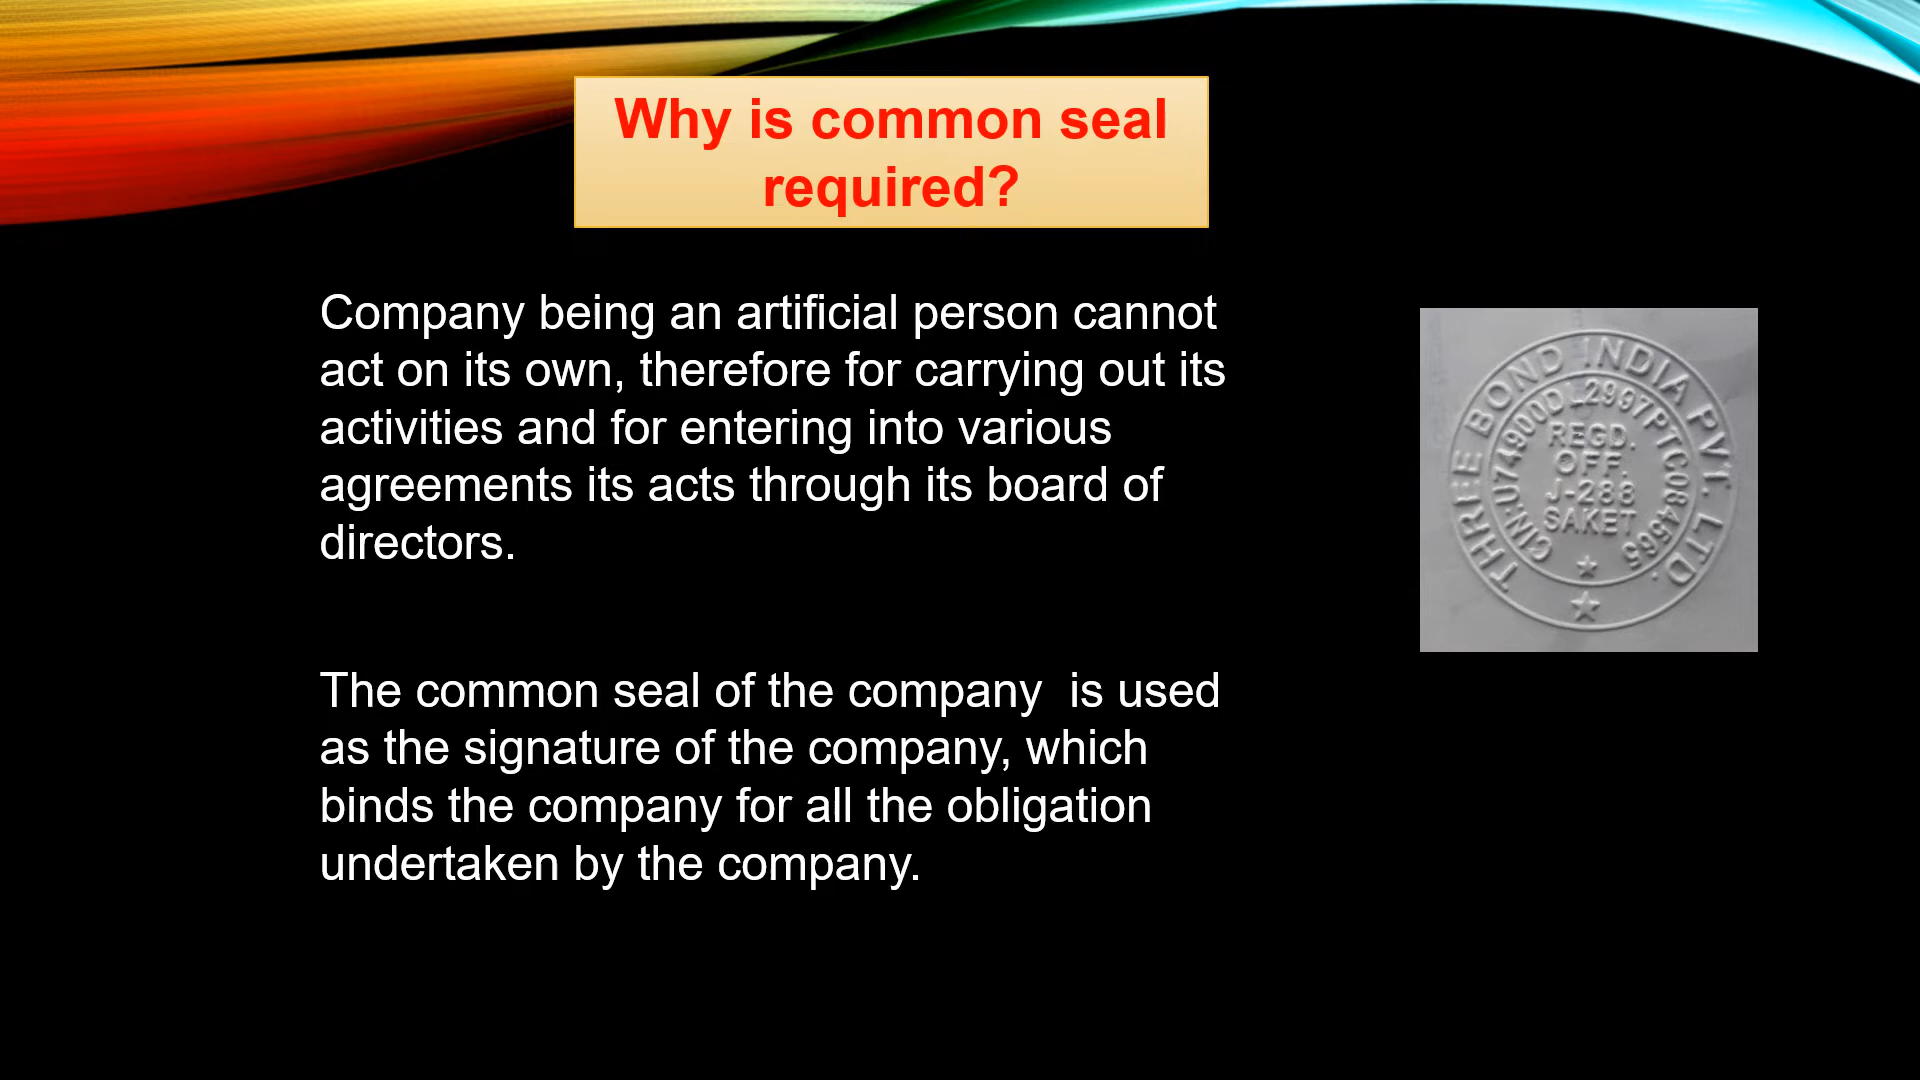 Why is common seal
required?
Company being an artificial person cannot
act on its own, therefore for carrying out its
activities and for entering into various
agreements its acts through its board of
directors.
The common seal of the company  is used
as the signature of the company, which
binds the company for all the obligation
undertaken by the company.
THREE BOND INDIA PVT. LTD.
CIN:U74900DL2997PTC084565
REGD.
OFF.
J-288
SAKET